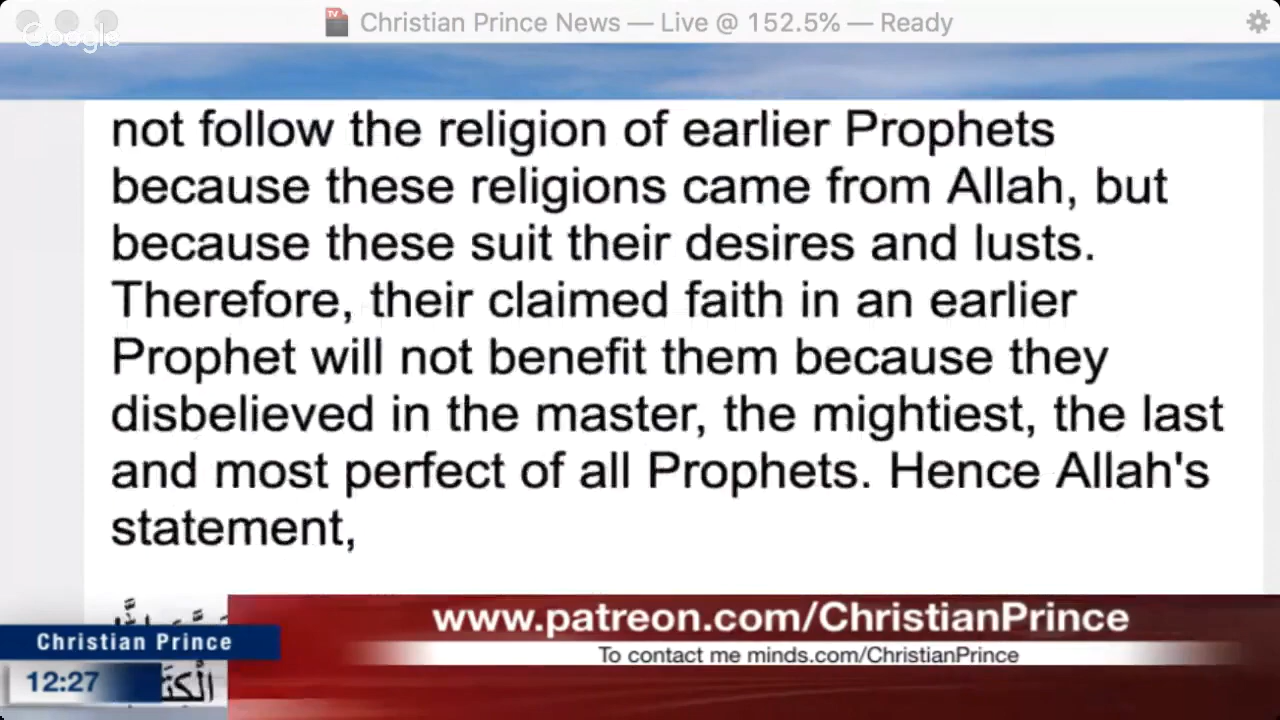 Christian Prince News — Live @ 152.5% — Ready
Google
not follow the religion of earlier Prophets
because these religions came from Allah, but
because these suit their desires and lusts.
Therefore, their claimed faith in an earlier
Prophet will not benefit them because they
disbelieved in the master, the mightiest, the last
and most perfect of all Prophets. Hence Allah's
statement,
www.patreon.com/ChristianPrince
Christian Prince
To contact me minds.com/ChristianPrince
12:27